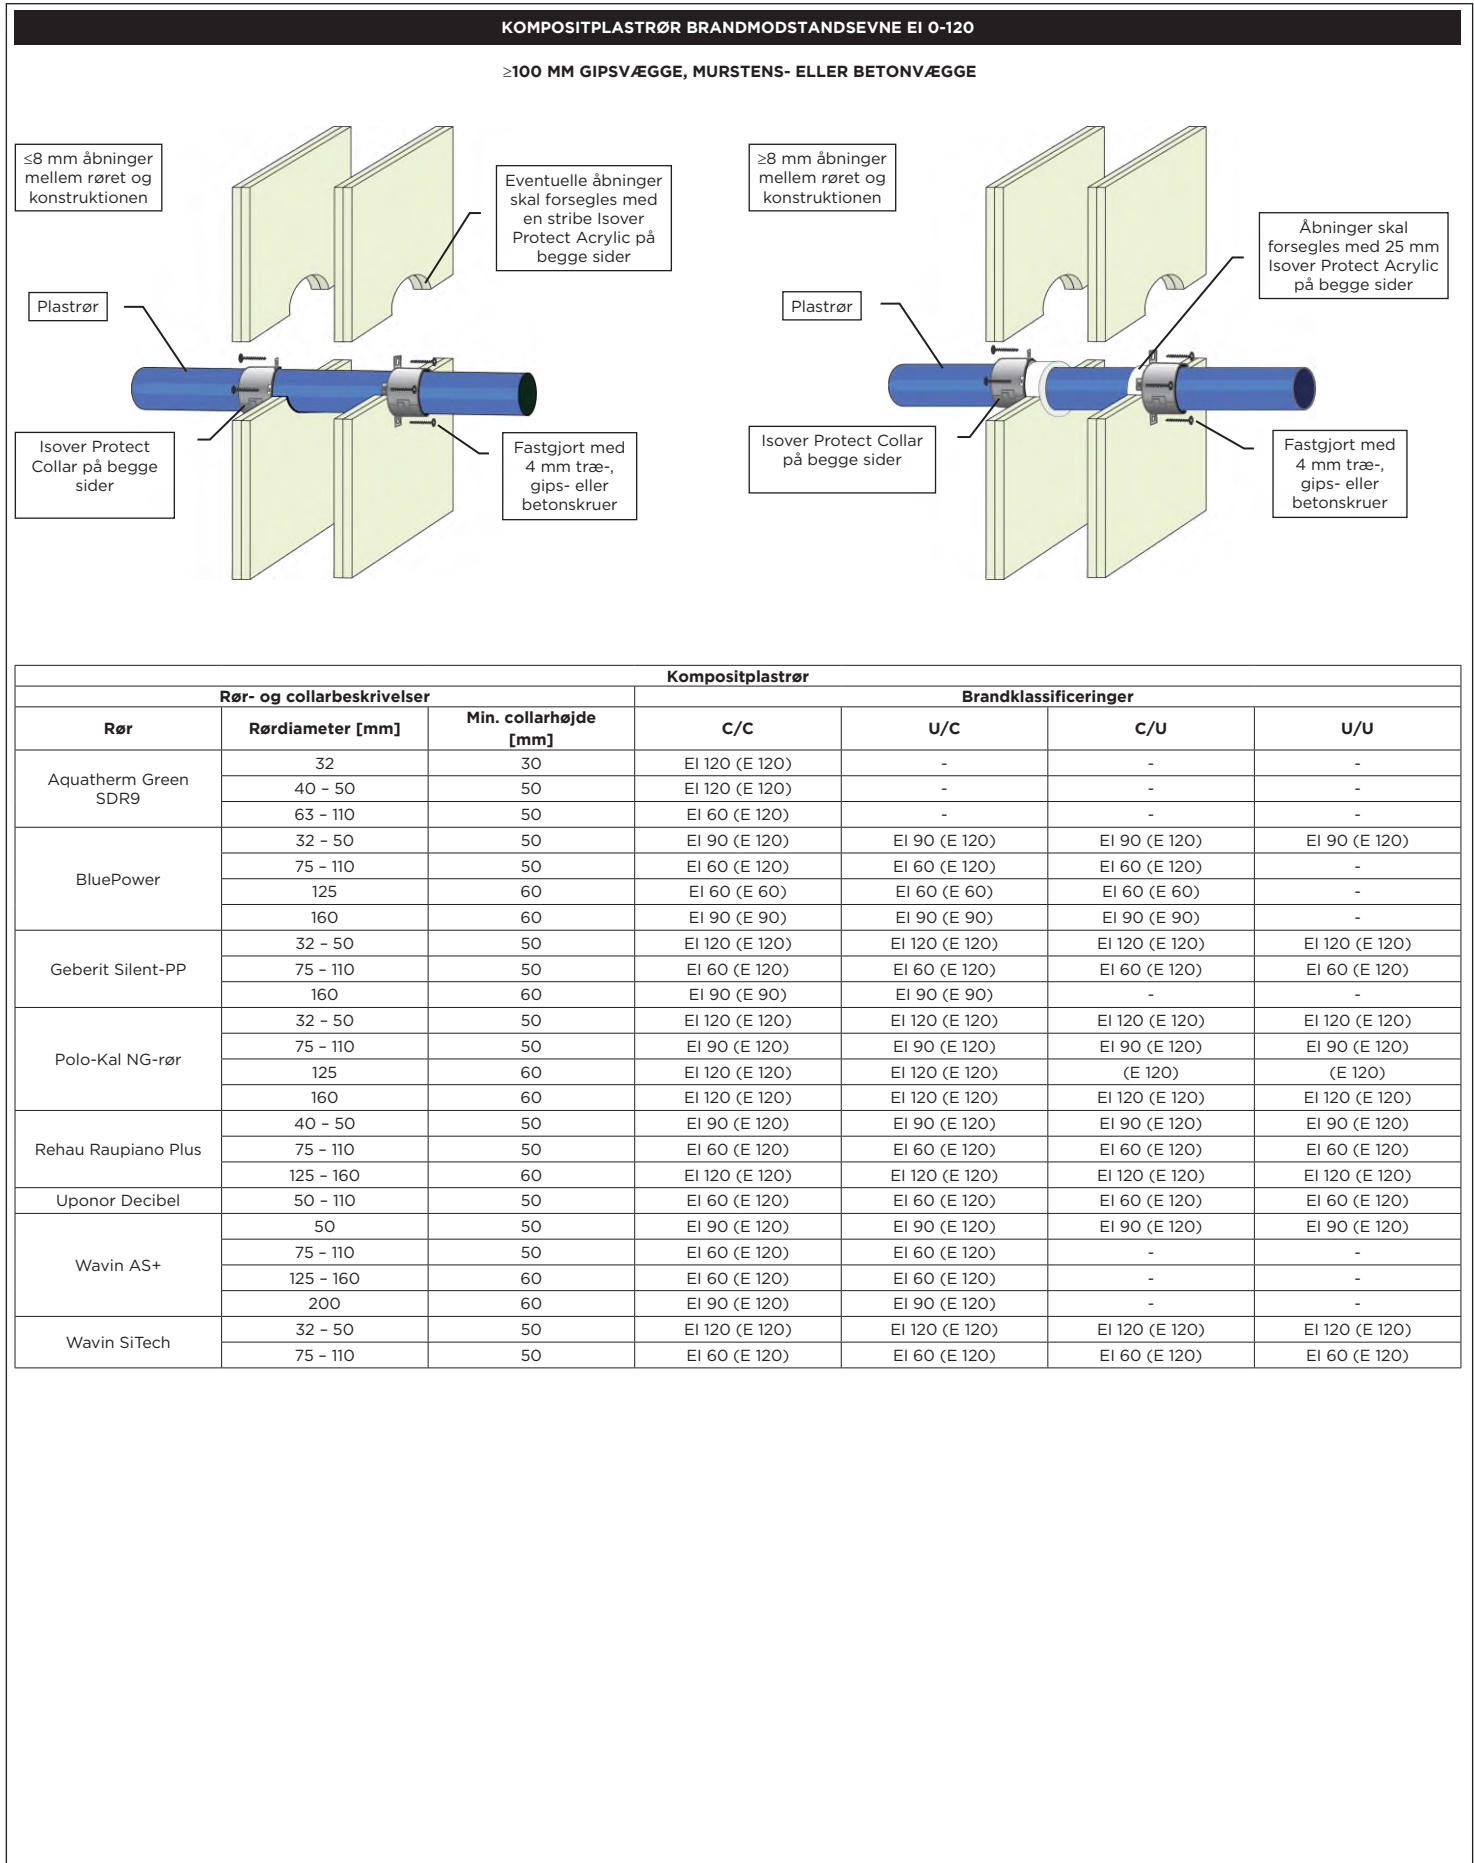 KOMPOSITPLASTRØR BRANDMODSTANDSEVNE EI 0-120
≥100 MM GIPSVÆGGE, MURSTENS- ELLER BETONVÆGGE
≤8 mm åbninger
mellem røret og
konstruktionen
Eventuelle åbninger
skal forsegles med
en stribe Isover
Protect Acrylic på
begge sider
Plastrør
Isover Protect
Collar på begge
sider
Fastgjort med
4 mm træ-,
gips- eller
betonskruer
≥8 mm åbninger
mellem røret og
konstruktionen
Åbninger skal
forsegles med 25 mm
Isover Protect Acrylic
på begge sider
Plastrør
Isover Protect Collar
på begge sider
Fastgjort med
4 mm træ-,
gips- eller
betonskruer
Kompositplastrør
Rør- og collarbeskrivelser Brandklassificeringer
Rør Rørdiameter [mm] Min. collarhøjde [mm] C/C U/C C/U U/U
Aquatherm Green SDR9 32 30 EI 120 (E 120) - - -
40 – 50 50 EI 120 (E 120) - - -
63 – 110 50 EI 60 (E 120) - - -
BluePower 32 – 50 50 EI 90 (E 120) EI 90 (E 120) EI 90 (E 120) EI 90 (E 120)
75 – 110 50 EI 60 (E 120) EI 60 (E 120) EI 60 (E 120) -
125 60 EI 60 (E 60) EI 60 (E 60) EI 60 (E 60) -
160 60 EI 90 (E 90) EI 90 (E 90) EI 90 (E 90) -
Geberit Silent-PP 32 – 50 50 EI 120 (E 120) EI 120 (E 120) EI 120 (E 120) EI 120 (E 120)
75 – 110 50 EI 60 (E 120) EI 60 (E 120) EI 60 (E 120) EI 60 (E 120)
160 60 EI 90 (E 90) EI 90 (E 90) - -
Polo-Kal NG-rør 32 – 50 50 EI 120 (E 120) EI 120 (E 120) EI 120 (E 120) EI 120 (E 120)
75 – 110 50 EI 90 (E 120) EI 90 (E 120) EI 90 (E 120) EI 90 (E 120)
125 60 EI 120 (E 120) EI 120 (E 120) (E 120) (E 120)
160 60 EI 120 (E 120) EI 120 (E 120) EI 120 (E 120) EI 120 (E 120)
Rehau Raupiano Plus 40 – 50 50 EI 90 (E 120) EI 90 (E 120) EI 90 (E 120) EI 90 (E 120)
75 – 110 50 EI 60 (E 120) EI 60 (E 120) EI 60 (E 120) EI 60 (E 120)
125 – 160 60 EI 120 (E 120) EI 120 (E 120) EI 120 (E 120) EI 120 (E 120)
Uponor Decibel 50 – 110 50 EI 60 (E 120) EI 60 (E 120) EI 60 (E 120) EI 60 (E 120)
Wavin AS+ 50 50 EI 90 (E 120) EI 90 (E 120) EI 90 (E 120) EI 90 (E 120)
75 – 110 50 EI 60 (E 120) EI 60 (E 120) - -
125 – 160 60 EI 60 (E 120) EI 60 (E 120) - -
200 60 EI 90 (E 120) EI 90 (E 120) - -
Wavin SiTech 32 – 50 50 EI 120 (E 120) EI 120 (E 120) EI 120 (E 120) EI 120 (E 120)
75 – 110 50 EI 60 (E 120) EI 60 (E 120) EI 60 (E 120) EI 60 (E 120)